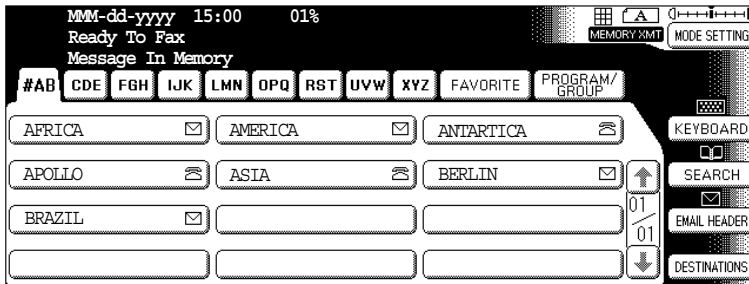 MMM-dd-yyyy 15:00 01%
Ready To Fax
Message In Memory
A
MEMORY XMT
MODE SETTING
#AB CDE FGH IJK LMN OPQ RST UVW XYZ FAVORITE PROGRAM/
GROUP
AFRICA AMERICA ANTARTICA
KEYBOARD
APOLLO ASIA BERLIN
SEARCH
BRAZIL
01
/
01
EMAIL HEADER
DESTINATIONS